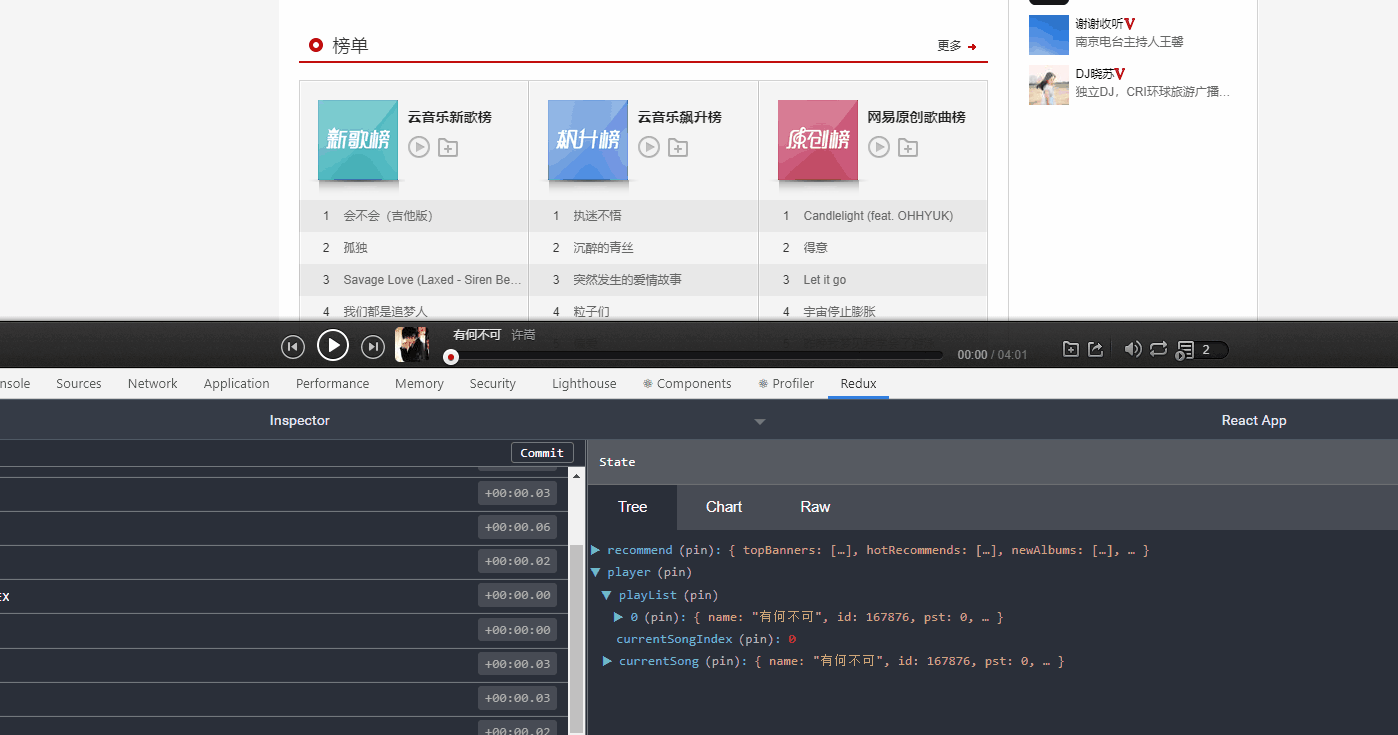 谢谢收听V
南京电台主持人王馨
DJ晓苏V
独立DJ，CRI环球旅游广播...
榜单
更多
新歌榜
云音乐新歌榜
飙升榜
云音乐飙升榜
原创榜
网易原创歌曲榜
1 会不会（吉他版）
1 执迷不悟
1 Candlelight (feat. OHHYUK)
2 孤独
2 沉醉的青丝
2 得意
3 Savage Love (Laxed - Siren Be...
3 突然发生的爱情故事
3 Let it go
4 我们都是追梦人
4 粒子们
4 宇宙停止膨胀
有何不可 许嵩
00:00 / 04:01
2
nsole Sources Network Application Performance Memory Security Lighthouse Components Profiler Redux
Inspector
React App
Commit
State
+00:00.03
+00:00.06
+00:00.02
EX
+00:00.00
+00:00:00
+00:00.03
+00:00.03
+00:00.02
Tree Chart Raw
recommend (pin): { topBanners: […], hotRecommends: […], newAlbums: […], … }
player (pin)
playList (pin)
0 (pin): { name: "有何不可", id: 167876, pst: 0, … }
currentSongIndex (pin): 0
currentSong (pin): { name: "有何不可", id: 167876, pst: 0, … }